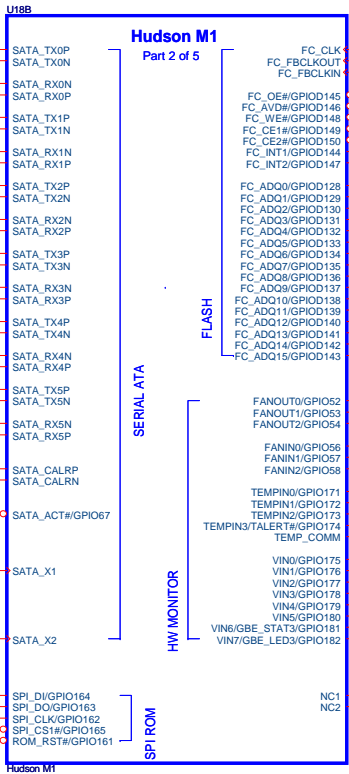 U18B
Hudson M1
Part 2 of 5
SATA_TX0P
SATA_TX0N
SATA_RX0N
SATA_RX0P
SATA_TX1P
SATA_TX1N
SATA_RX1N
SATA_RX1P
SATA_TX2P
SATA_TX2N
SATA_RX2N
SATA_RX2P
SATA_TX3P
SATA_TX3N
SATA_RX3N
SATA_RX3P
SATA_TX4P
SATA_TX4N
SATA_RX4N
SATA_RX4P
SATA_TX5P
SATA_TX5N
SATA_RX5N
SATA_RX5P
SATA_CALRP
SATA_CALRN
SATA_ACT#/GPIO67
SATA_X1
SATA_X2
SERIAL ATA
SPI_DI/GPIO164
SPI_DO/GPIO163
SPI_CLK/GPIO162
SPI_CS1#/GPIO165
ROM_RST#/GPIO161
SPI ROM
FC_CLK
FC_FBCLKOUT
FC_FBCLKIN
FC_OE#/GPIOD145
FC_AVD#/GPIOD146
FC_WE#/GPIOD148
FC_CE1#/GPIOD149
FC_CE2#/GPIOD150
FC_INT1/GPIOD144
FC_INT2/GPIOD147
FC_ADQ0/GPIOD128
FC_ADQ1/GPIOD129
FC_ADQ2/GPIOD130
FC_ADQ3/GPIOD131
FC_ADQ4/GPIOD132
FC_ADQ5/GPIOD133
FC_ADQ6/GPIOD134
FC_ADQ7/GPIOD135
FC_ADQ8/GPIOD136
FC_ADQ9/GPIOD137
FC_ADQ10/GPIOD138
FC_ADQ11/GPIOD139
FC_ADQ12/GPIOD140
FC_ADQ13/GPIOD141
FC_ADQ14/GPIOD142
FC_ADQ15/GPIOD143
FLASH
FANOUT0/GPIO52
FANOUT1/GPIO53
FANOUT2/GPIO54
FANIN0/GPIO56
FANIN1/GPIO57
FANIN2/GPIO58
TEMPIN0/GPIO171
TEMPIN1/GPIO172
TEMPIN2/GPIO173
TEMPIN3/TALERT#/GPIO174
TEMP_COMM
VIN0/GPIO175
VIN1/GPIO176
VIN2/GPIO177
VIN3/GPIO178
VIN4/GPIO179
VIN5/GPIO180
VIN6/GBE_STAT3/GPIO181
VIN7/GBE_LED3/GPIO182
HW MONITOR
NC1
NC2
Hudson M1